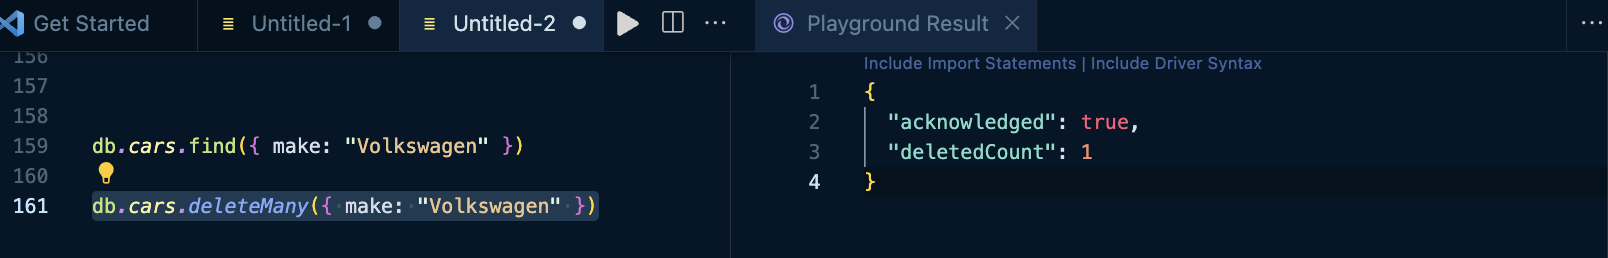 Get Started
Untitled-1
Untitled-2
···
Playground Result
···
156
157
158
159 db.cars.find({ make: "Volkswagen" })
160
161 db.cars.deleteMany({ make: "Volkswagen" })
Include Import Statements | Include Driver Syntax
1 {
2 "acknowledged": true,
3 "deletedCount": 1
4 }